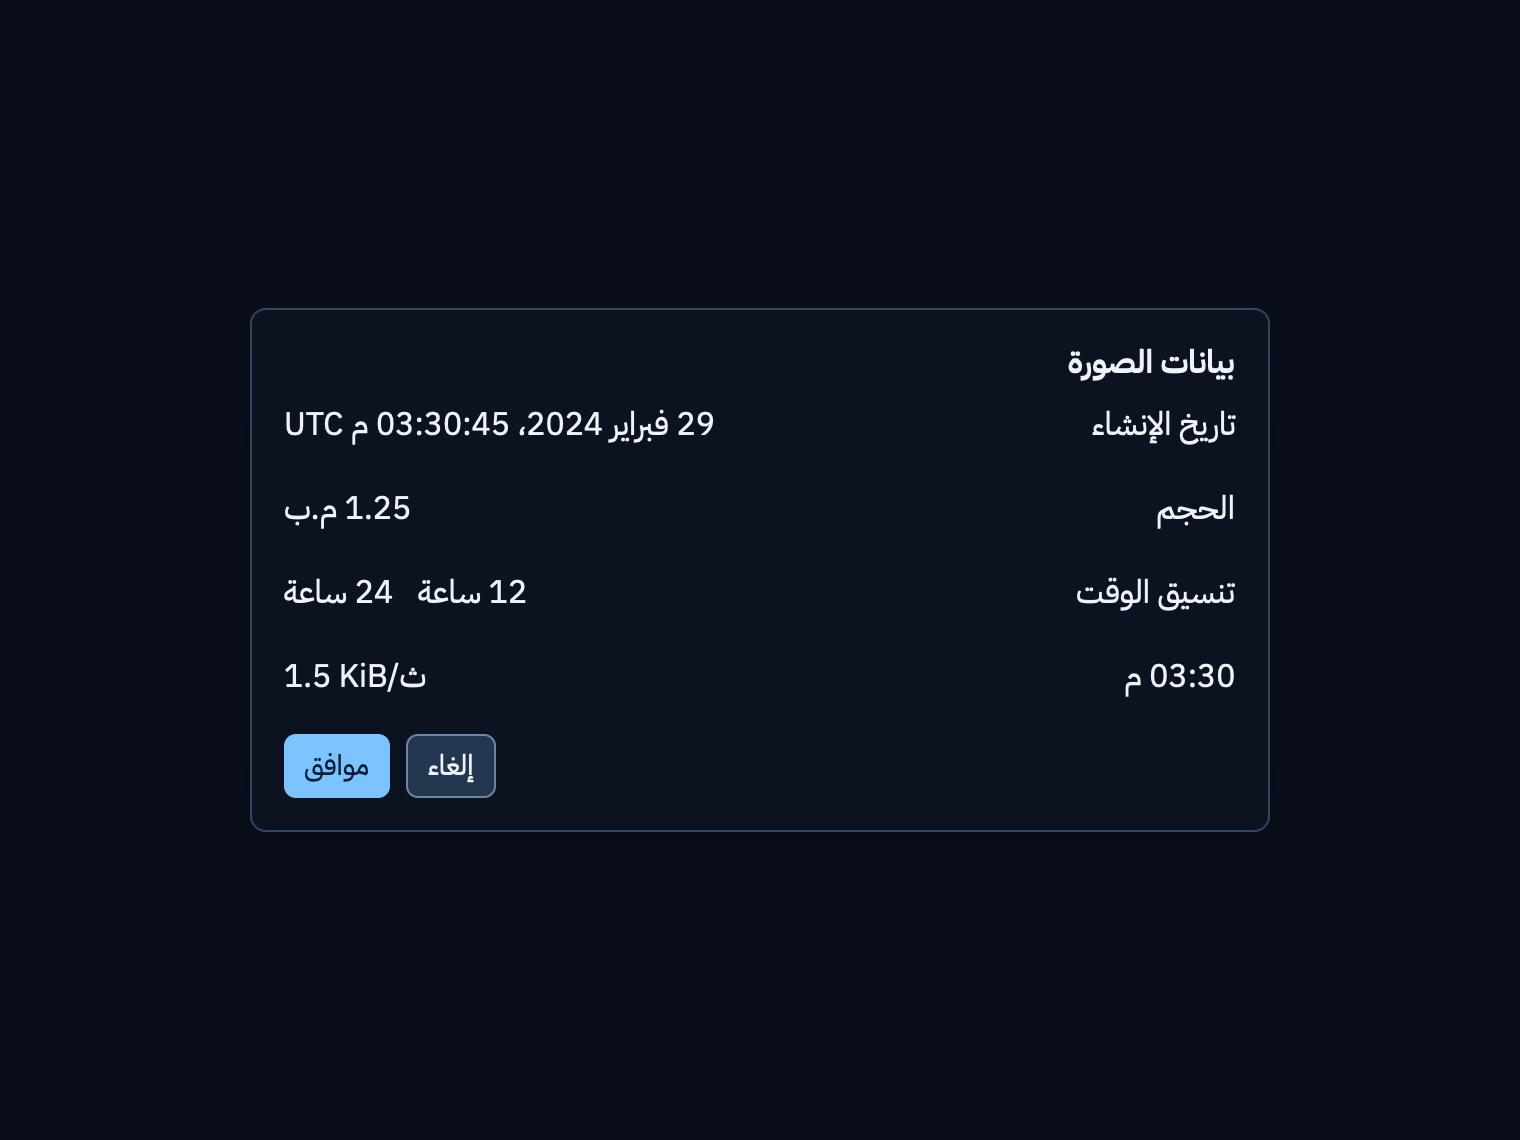 بيانات الصورة
تاريخ الإنشاء 29 فبراير 2024، 03:30:45 م UTC
الحجم 1.25 م.ب
تنسيق الوقت 12 ساعة 24 ساعة
03:30 م 1.5 KiB/ث
إلغاء موافق